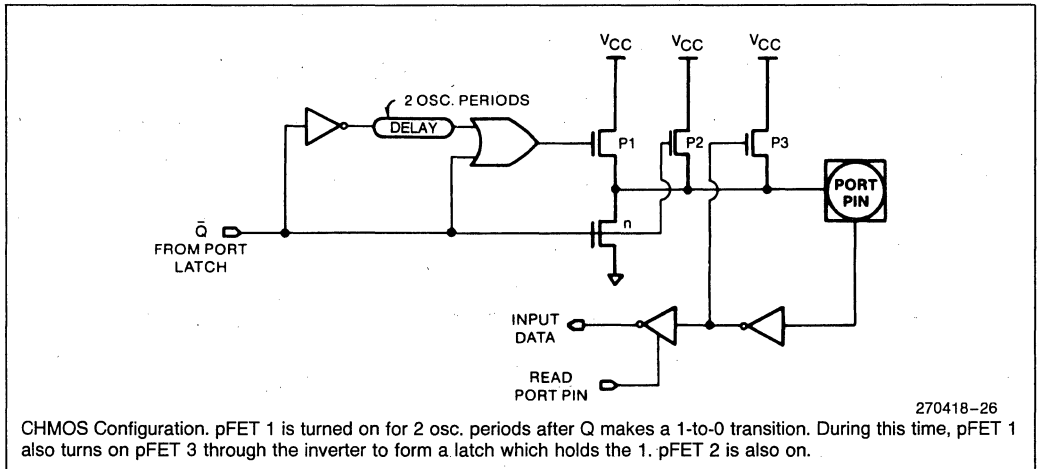 VCC VCC VCC
2 OSC. PERIODS
DELAY
P1 P2 P3
PORT
PIN
n
Q̄
FROM PORT
LATCH
INPUT
DATA
READ
PORT PIN
270418-26
CHMOS Configuration. pFET 1 is turned on for 2 osc. periods after Q makes a 1-to-0 transition. During this time, pFET 1
also turns on pFET 3 through the inverter to form a latch which holds the 1. pFET 2 is also on.